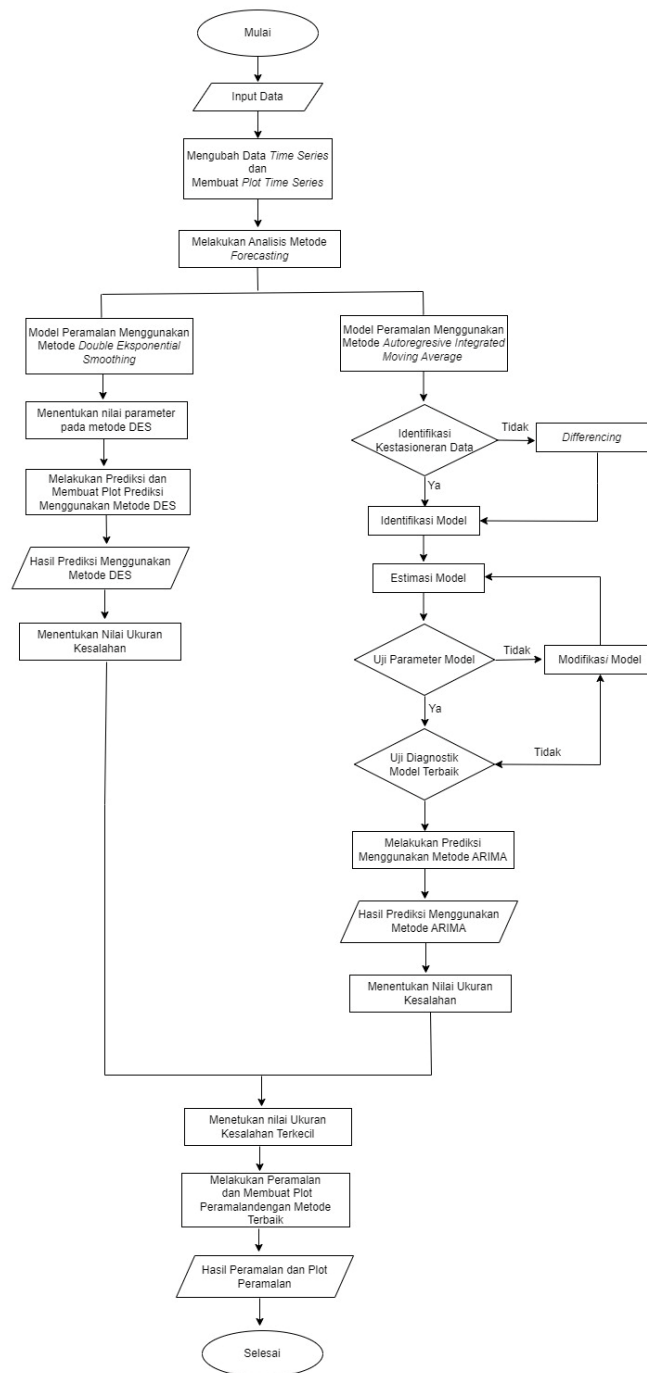 Mulai
Input Data
Mengubah Data Time Series
dan
Membuat Plot Time Series
Melakukan Analisis Metode
Forecasting
Model Peramalan Menggunakan
Metode Double Eksponential
Smoothing
Menentukan nilai parameter
pada metode DES
Melakukan Prediksi dan
Membuat Plot Prediksi
Menggunakan Metode DES
Hasil Prediksi Menggunakan
Metode DES
Menentukan Nilai Ukuran
Kesalahan
Model Peramalan Menggunakan
Metode Autoregresive Integrated
Moving Average
Identifikasi
Kestasioneran Data
Tidak
Differencing
Ya
Identifikasi Model
Estimasi Model
Uji Parameter Model
Tidak
Modifikasi Model
Ya
Uji Diagnostik
Model Terbaik
Tidak
Melakukan Prediksi
Menggunakan Metode ARIMA
Hasil Prediksi Menggunakan
Metode ARIMA
Menentukan Nilai Ukuran
Kesalahan
Menetukan nilai Ukuran
Kesalahan Terkecil
Melakukan Peramalan
dan Membuat Plot
Peramalandengan Metode
Terbaik
Hasil Peramalan dan Plot
Peramalan
Selesai